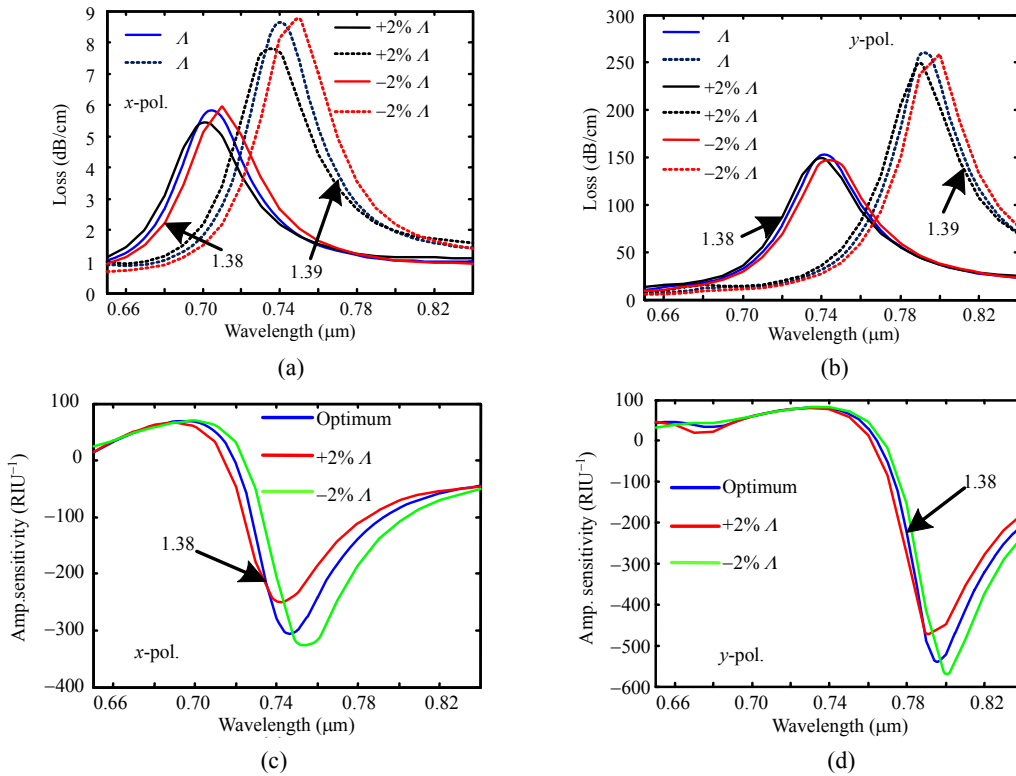 9
8
7
6
5
4
3
2
1
0
Loss (dB/cm)
Λ
Λ
x-pol.
+2% Λ
+2% Λ
−2% Λ
−2% Λ
1.38
1.39
0.66
0.70
0.74
0.78
0.82
Wavelength (μm)
(a)
300
250
200
150
100
50
0
Loss (dB/cm)
Λ
Λ
+2% Λ
+2% Λ
−2% Λ
−2% Λ
y-pol.
1.38
1.39
0.66
0.70
0.74
0.78
0.82
Wavelength (μm)
(b)
100
0
−100
−200
−300
−400
Amp.sensitivity (RIU⁻¹)
Optimum
+2% Λ
−2% Λ
1.38
x-pol.
0.66
0.70
0.74
0.78
0.82
Wavelength (μm)
(c)
100
0
−100
−200
−300
−400
−500
−600
Amp. sensitivity (RIU⁻¹)
Optimum
+2% Λ
−2% Λ
1.38
y-pol.
0.66
0.70
0.74
0.78
0.82
Wavelength (μm)
(d)